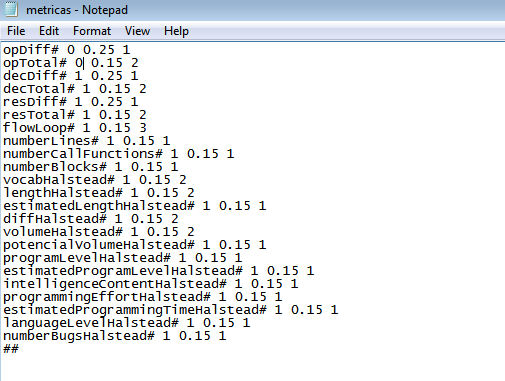 metricas - Notepad
File Edit Format View Help
opDiff# 0 0.25 1
opTotal# 0 0.15 2
decDiff# 1 0.25 1
decTotal# 1 0.15 2
resDiff# 1 0.25 1
resTotal# 1 0.15 2
flowLoop# 1 0.15 3
numberLines# 1 0.15 1
numberCallFunctions# 1 0.15 1
numberBlocks# 1 0.15 1
vocabHalstead# 1 0.15 2
lengthHalstead# 1 0.15 2
estimatedLengthHalstead# 1 0.15 1
diffHalstead# 1 0.15 2
volumeHalstead# 1 0.15 2
potencialVolumeHalstead# 1 0.15 1
programLevelHalstead# 1 0.15 1
estimatedProgramLevelHalstead# 1 0.15 1
intelligenceContentHalstead# 1 0.15 1
programmingEffortHalstead# 1 0.15 1
estimatedProgrammingTimeHalstead# 1 0.15 1
languageLevelHalstead# 1 0.15 1
numberBugsHalstead# 1 0.15 1
##